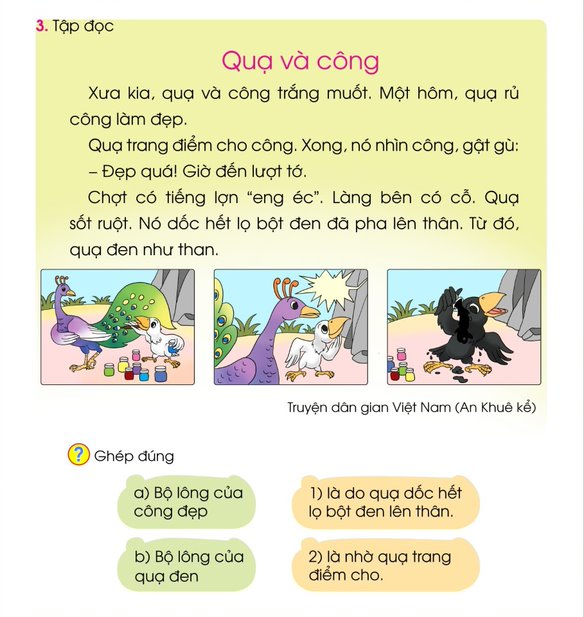 3. Tập đọc
Quạ và công
Xưa kia, quạ và công trắng muốt. Một hôm, quạ rủ
công làm đẹp.
Quạ trang điểm cho công. Xong, nó nhìn công, gật gù:
– Đẹp quá! Giờ đến lượt tớ.
Chợt có tiếng lợn “eng éc”. Làng bên có cỗ. Quạ
sốt ruột. Nó dốc hết lọ bột đen đã pha lên thân. Từ đó,
quạ đen như than.
Truyện dân gian Việt Nam (An Khuê kể)
? Ghép đúng
a) Bộ lông của
công đẹp
1) là do quạ dốc hết
lọ bột đen lên thân.
b) Bộ lông của
quạ đen
2) là nhờ quạ trang
điểm cho.